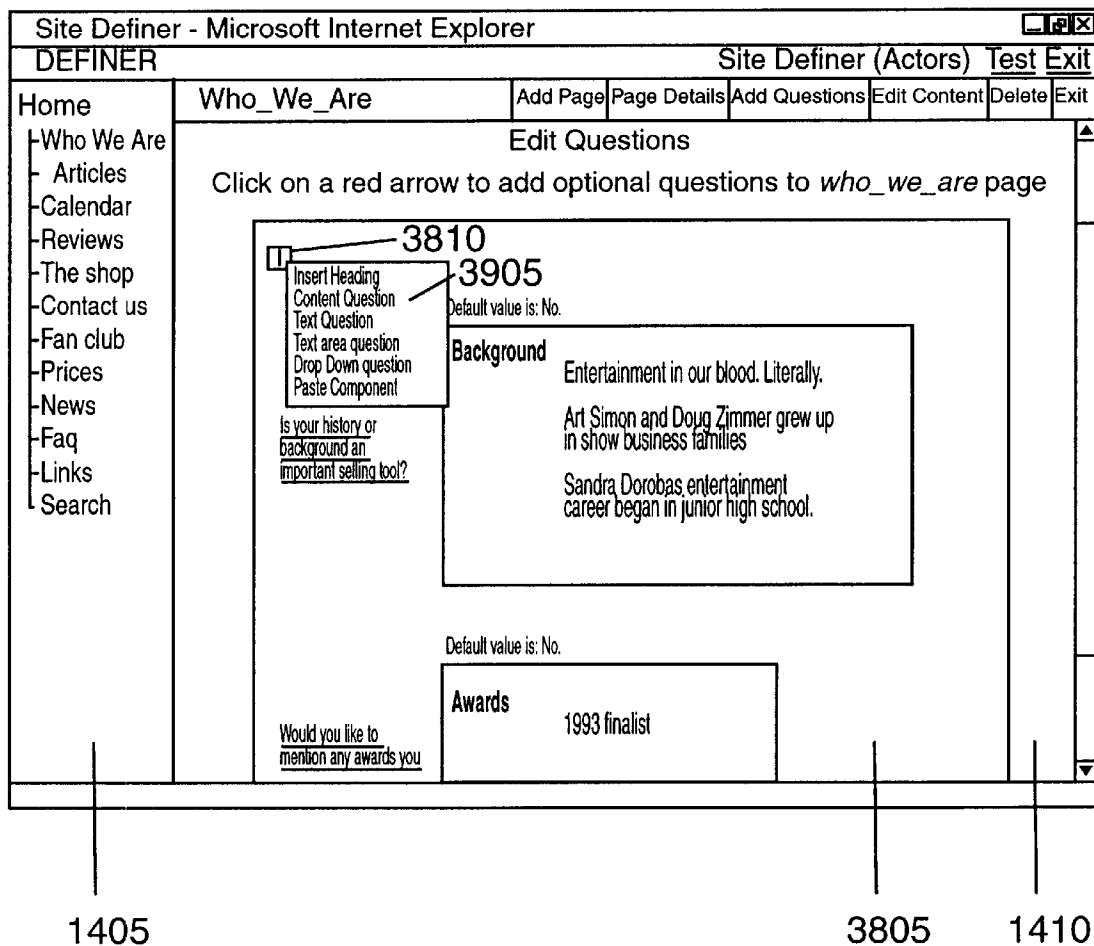 Site Definer - Microsoft Internet Explorer
DEFINER
Site Definer (Actors) Test Exit
Home
Who We Are
Articles
Calendar
Reviews
The shop
Contact us
Fan club
Prices
News
Faq
Links
Search
Who_We_Are
Add Page
Page Details
Add Questions
Edit Content
Delete
Exit
Edit Questions
Click on a red arrow to add optional questions to who_we_are page
3810
3905
Insert Heading
Content Question
Text Question
Text area question
Drop Down question
Paste Component
Default value is: No.
Background
Entertainment in our blood. Literally.
Art Simon and Doug Zimmer grew up
in show business families
Sandra Dorobas entertainment
career began in junior high school.
Is your history or
background an
important selling tool?
Default value is: No.
Awards
1993 finalist
Would you like to
mention any awards you
1405
3805
1410